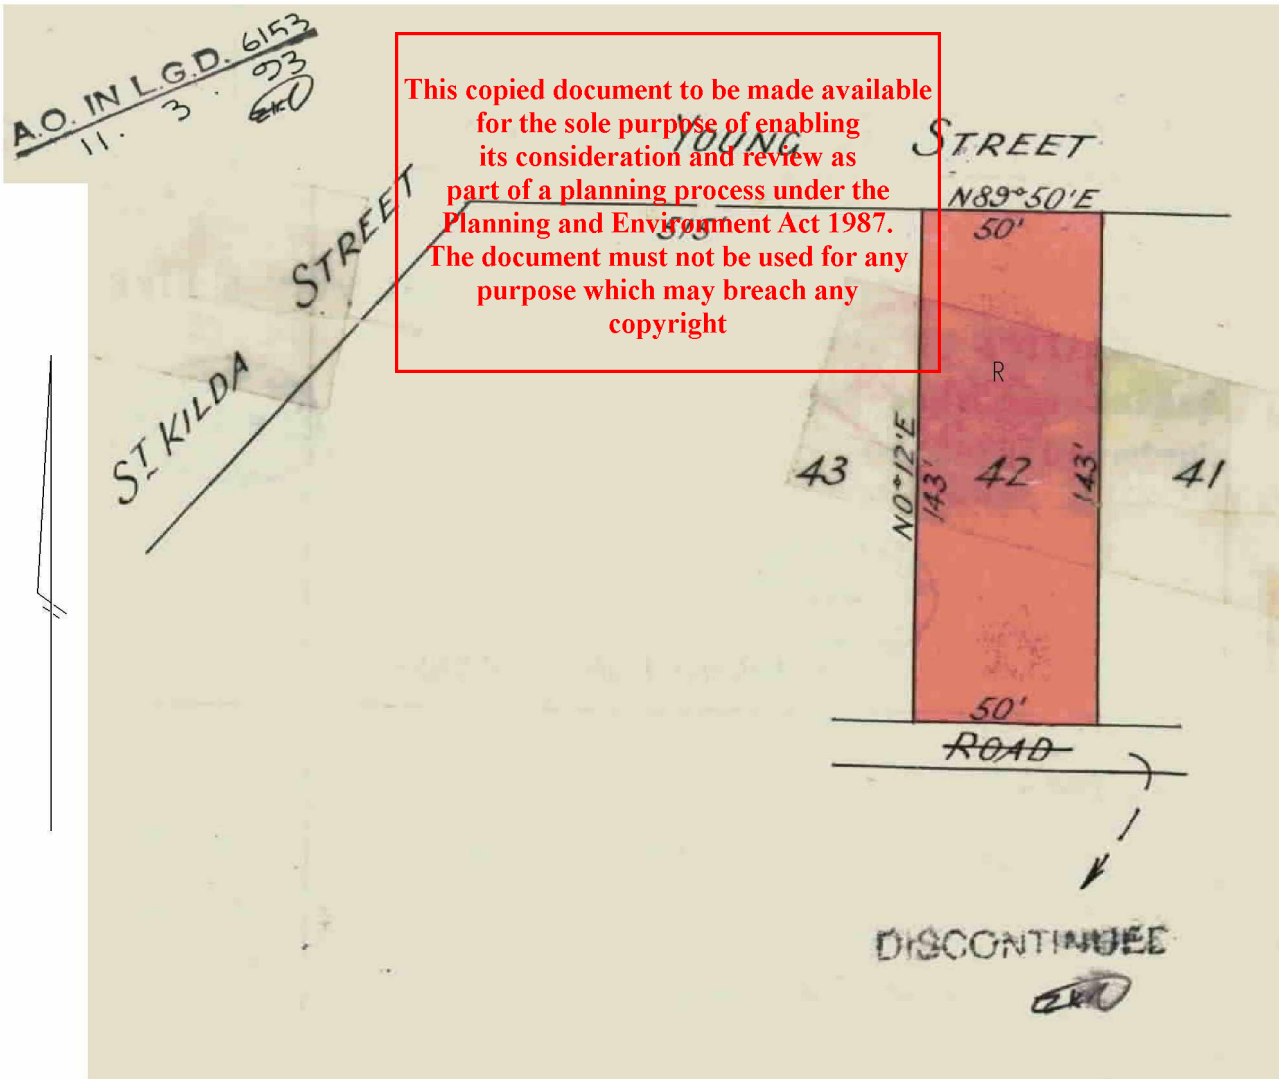 A.O. IN L.G.D. 6153
11. 3. 93
This copied document to be made available
for the sole purpose of enabling
its consideration and review as
part of a planning process under the
Planning and Environment Act 1987.
The document must not be used for any
purpose which may breach any
copyright
YOUNG STREET
N89°50'E
515'
50'
ST KILDA STREET
R
43
N0°12'E
143'
42
143'
41
50'
ROAD
DISCONTINUED